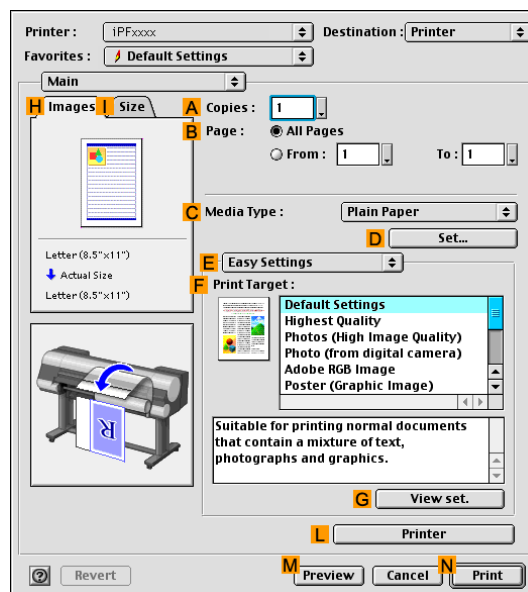 Printer : iPFxxxx Destination : Printer
Favorites : Default Settings
Main
H Images I Size
A Copies : 1
B Page : All Pages
From : 1 To : 1
C Media Type : Plain Paper
D Set...
Letter (8.5"x11")
Actual Size
Letter (8.5"x11")
E Easy Settings
F Print Target :
Default Settings
Highest Quality
Photos (High Image Quality)
Photo (from digital camera)
Adobe RGB Image
Poster (Graphic Image)
R
Suitable for printing normal documents
that contain a mixture of text,
photographs and graphics.
G View set.
L Printer
? Revert M Preview Cancel N Print